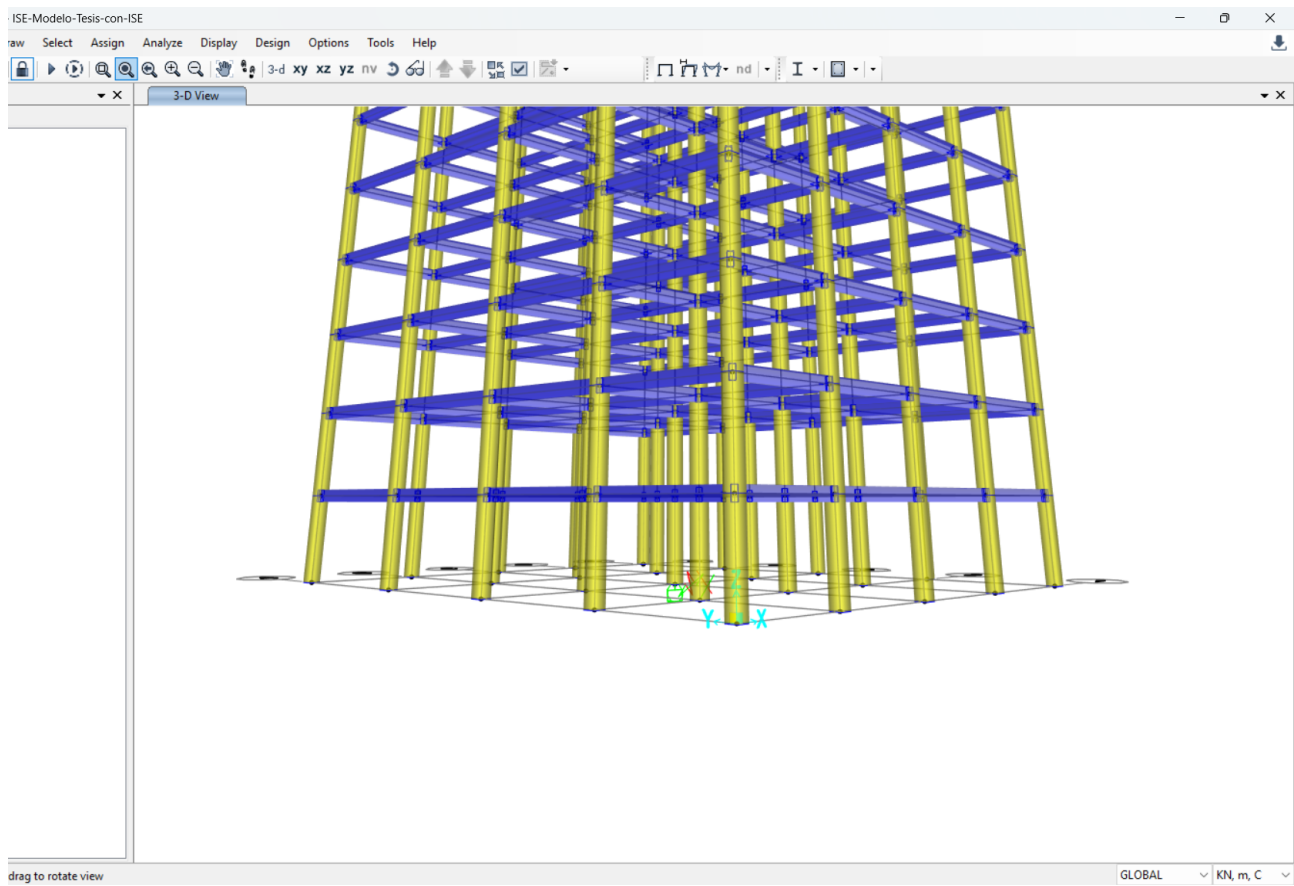 ISE-Modelo-Tesis-con-ISE
raw Select Assign Analyze Display Design Options Tools Help
3-d xy xz yz nv nd
3-D View
Y X
drag to rotate view GLOBAL KN, m, C